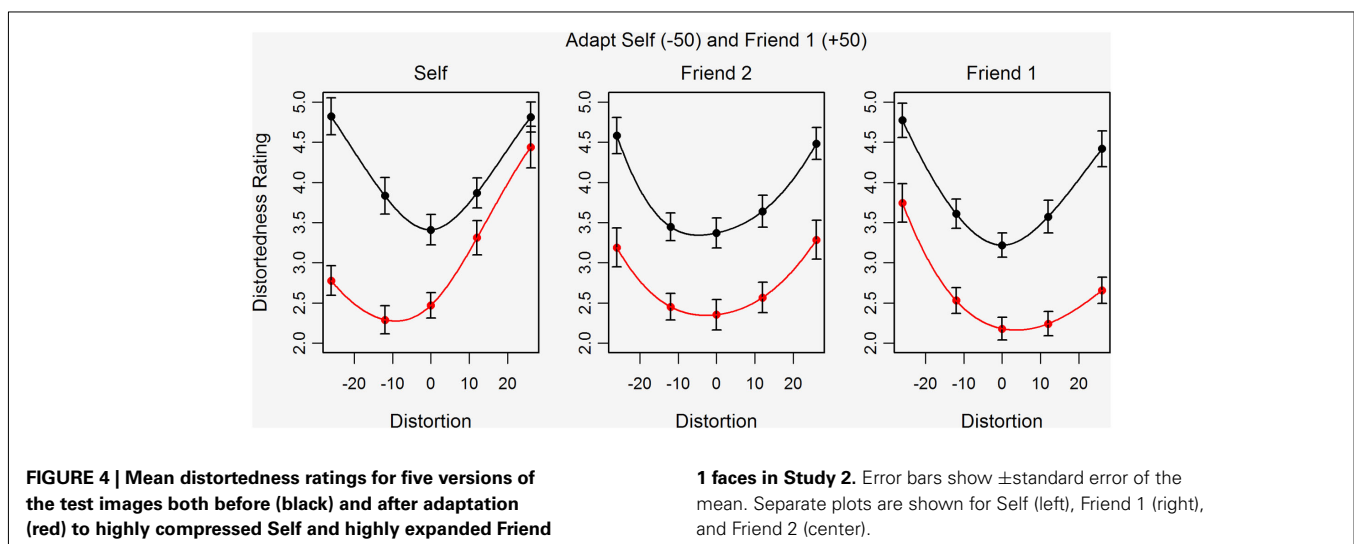 Adapt Self (-50) and Friend 1 (+50)
Self
Friend 2
Friend 1
Distortedness Rating
5.0
4.5
4.0
3.5
3.0
2.5
2.0
-20 -10 0 10 20
Distortion
5.0
4.5
4.0
3.5
3.0
2.5
2.0
-20 -10 0 10 20
Distortion
5.0
4.5
4.0
3.5
3.0
2.5
2.0
-20 -10 0 10 20
Distortion
FIGURE 4 | Mean distortedness ratings for five versions of
the test images both before (black) and after adaptation
(red) to highly compressed Self and highly expanded Friend
1 faces in Study 2. Error bars show ±standard error of the
mean. Separate plots are shown for Self (left), Friend 1 (right),
and Friend 2 (center).